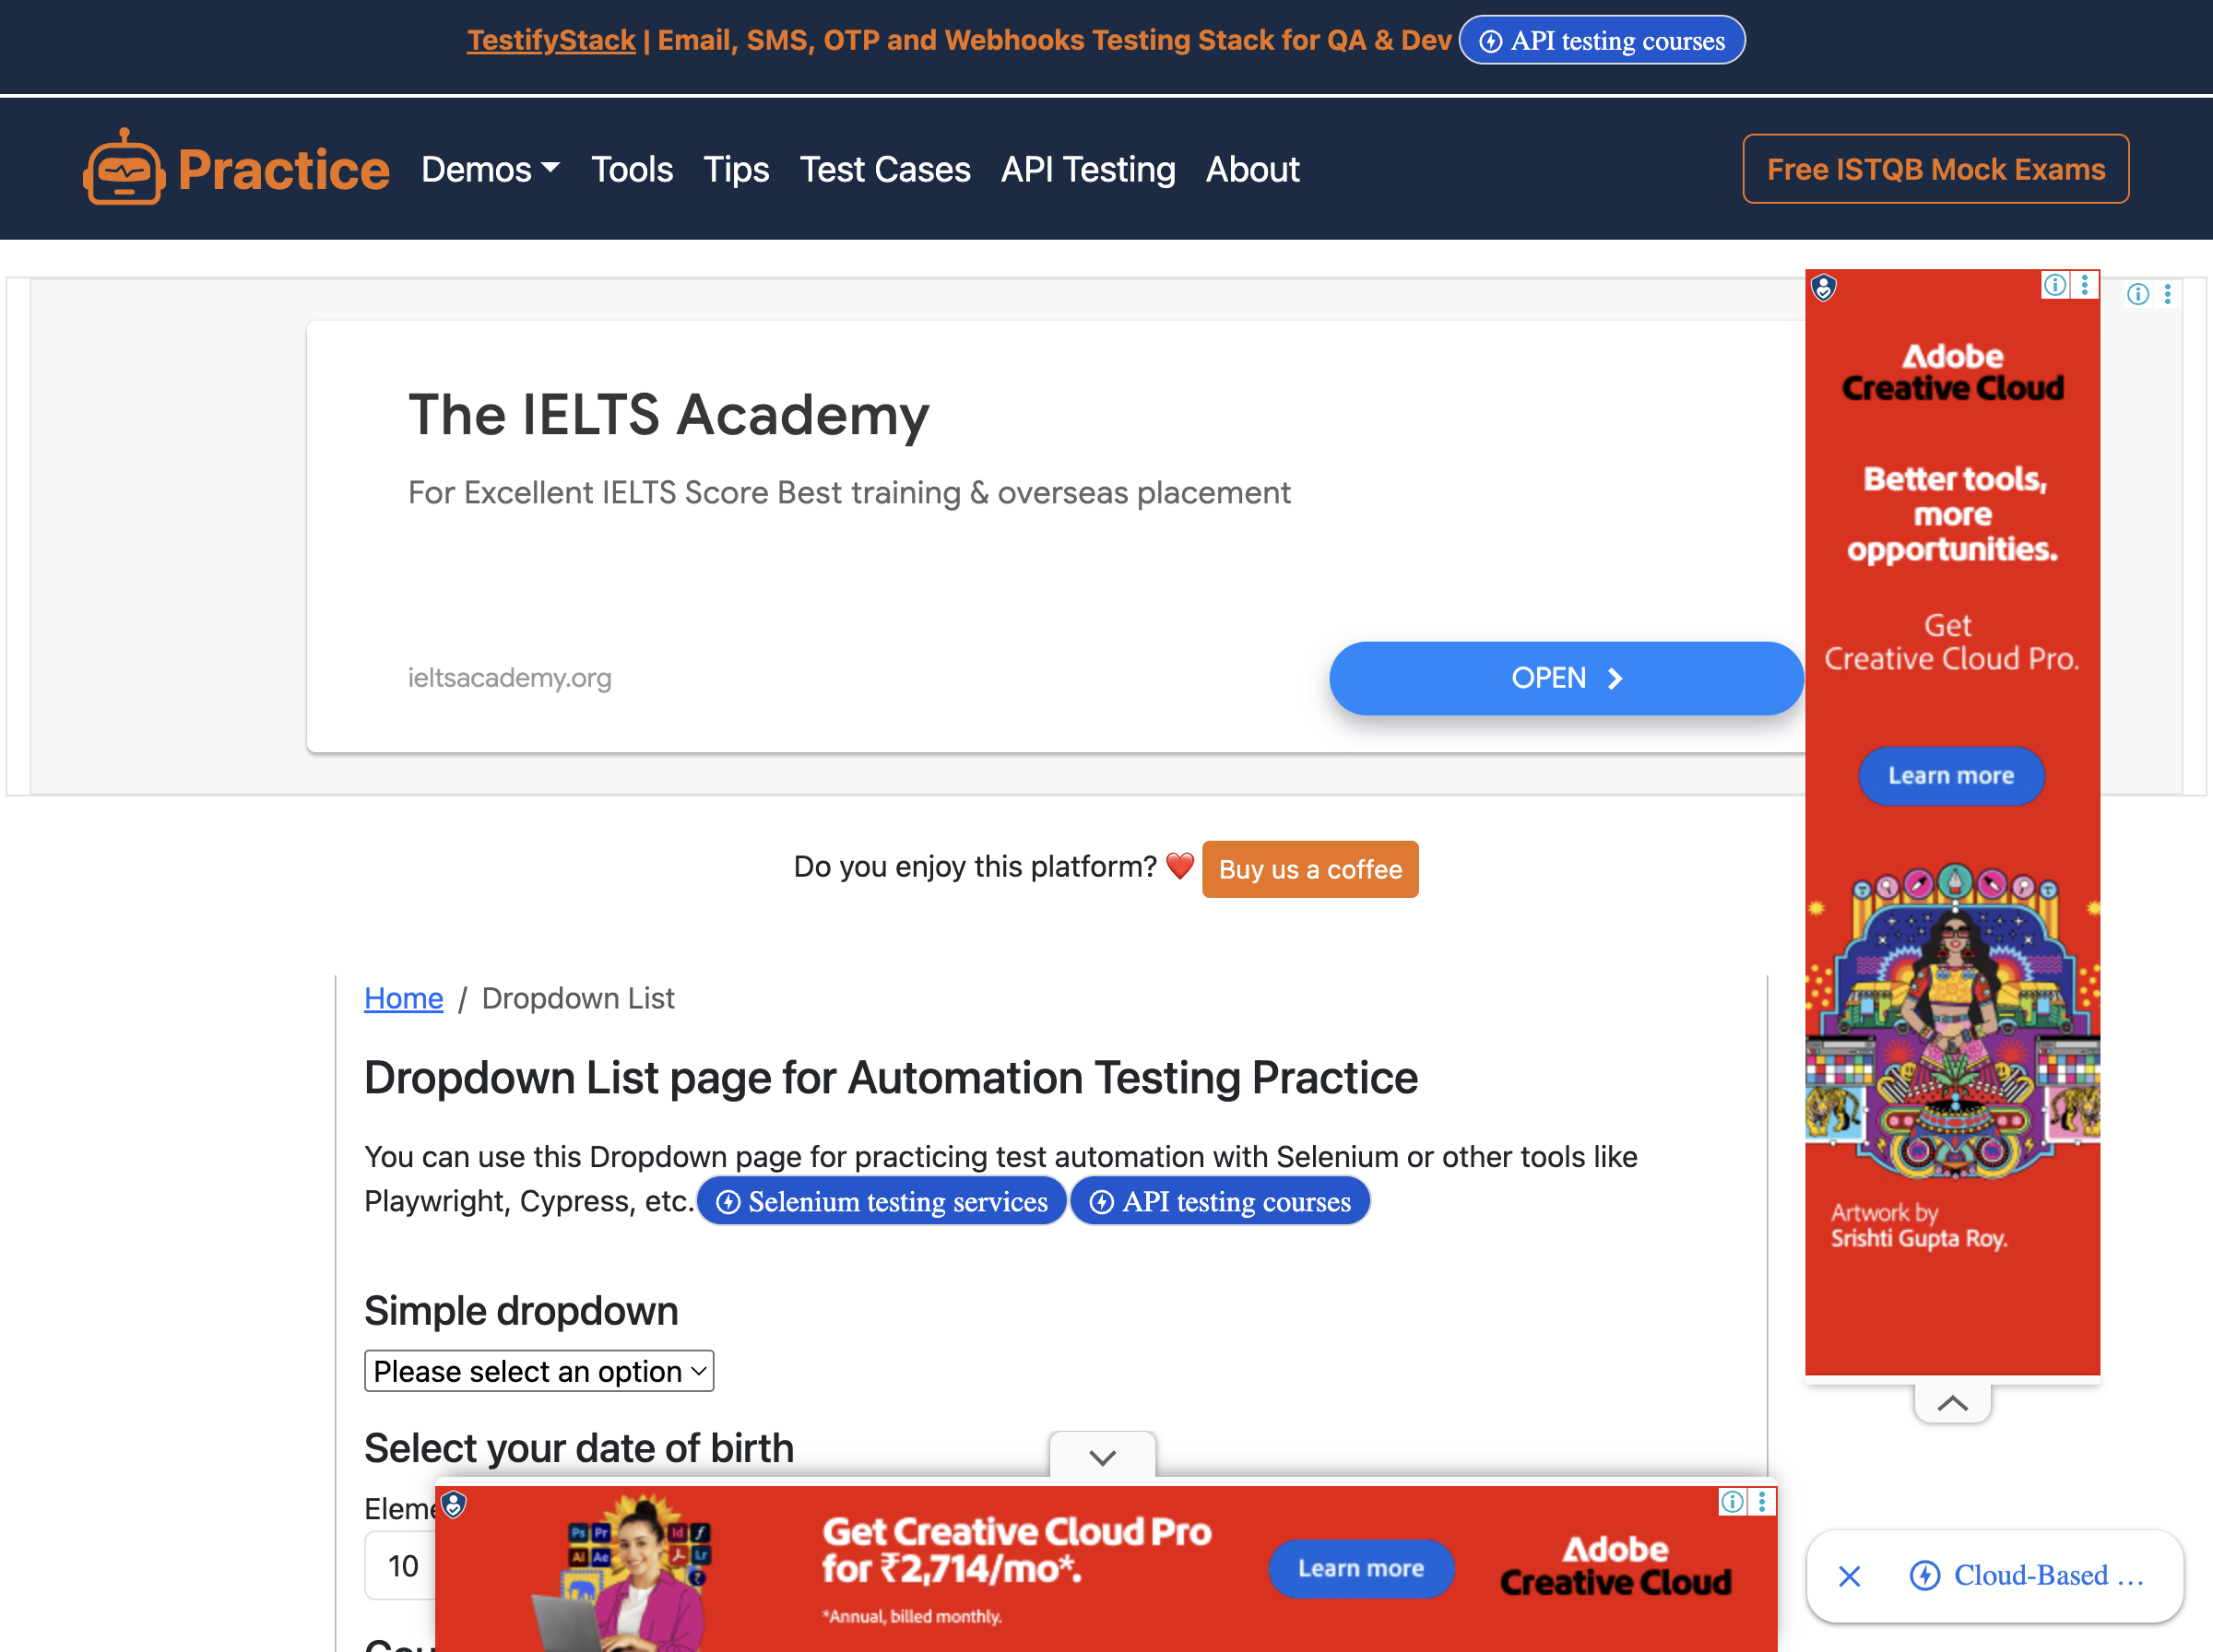 TestifyStack | Email, SMS, OTP and Webhooks Testing Stack for QA & Dev API testing courses
Practice Demos Tools Tips Test Cases API Testing About Free ISTQB Mock Exams
The IELTS Academy
For Excellent IELTS Score Best training & overseas placement
ieltsacademy.org
OPEN
Adobe
Creative Cloud
Better tools,
more
opportunities.
Get
Creative Cloud Pro.
Learn more
Artwork by
Srishti Gupta Roy.
Do you enjoy this platform? ❤️ Buy us a coffee
Home / Dropdown List
Dropdown List page for Automation Testing Practice
You can use this Dropdown page for practicing test automation with Selenium or other tools like
Playwright, Cypress, etc. Selenium testing services API testing courses
Simple dropdown
Please select an option
Select your date of birth
10
Ps Pr Id
Ai Ae Lr
Get Creative Cloud Pro
for ₹2,714/mo*.
*Annual, billed monthly.
Learn more
Adobe
Creative Cloud
Cloud-Based ...